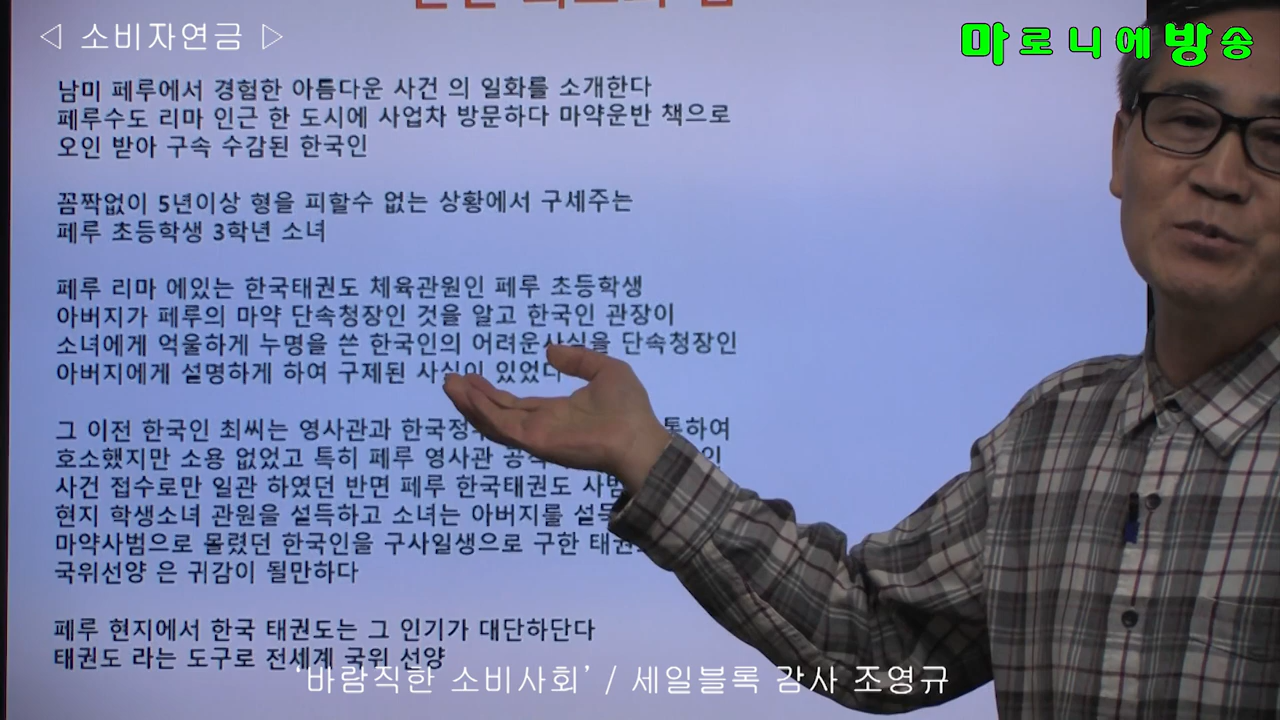 ◁ 소비자연금 ▷
마로니에방송
남미 페루에서 경험한 아름다운 사건 의 일화를 소개한다
페루수도 리마 인근 한 도시에 사업차 방문하다 마약운반 책으로
오인 받아 구속 수감된 한국인
꼼짝없이 5년이상 형을 피할수 없는 상황에서 구세주는
페루 초등학생 3학년 소녀
페루 리마 에있는 한국태권도 체육관원인 페루 초등학생
아버지가 페루의 마약 단속청장인 것을 알고 한국인 관장이
소녀에게 억울하게 누명을 쓴 한국인의 어려운사실을 단속청장인
아버지에게 설명하게 하여 구제된 사실이 있었다
그 이전 한국인 최씨는 영사관과 통하여
호소했지만 소용 없었고 특히 페루 영사관
사건 접수로만 일관 하였던 반면 페루 한국태권도
현지 학생소녀 관원을 설득하고 소녀는 아버지를
마약사범으로 몰렸던 한국인을 구사일생으로 구한
국위선양 은 귀감이 될만하다
페루 현지에서 한국 태권도는 그 인기가 대단하단다
태권도 라는 도구로 전세계 국위 선양
'바람직한 소비사회' / 세일블록 감사 조영규